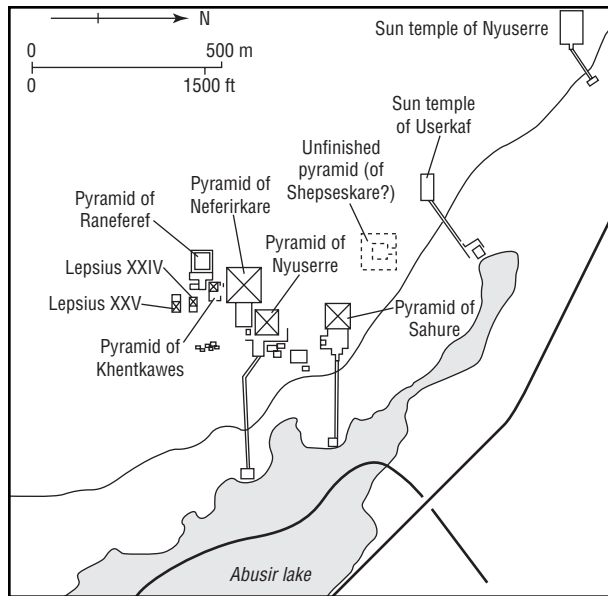 N
0 500 m
0 1500 ft
Sun temple of Nyuserre
Sun temple
of Userkaf
Unfinished
pyramid (of
Shepseskare?)
Pyramid of
Neferirkare
Pyramid of
Raneferef
Pyramid of
Nyuserre
Lepsius XXIV
Lepsius XXV
Pyramid of
Sahure
Pyramid of
Khentkawes
Abusir lake